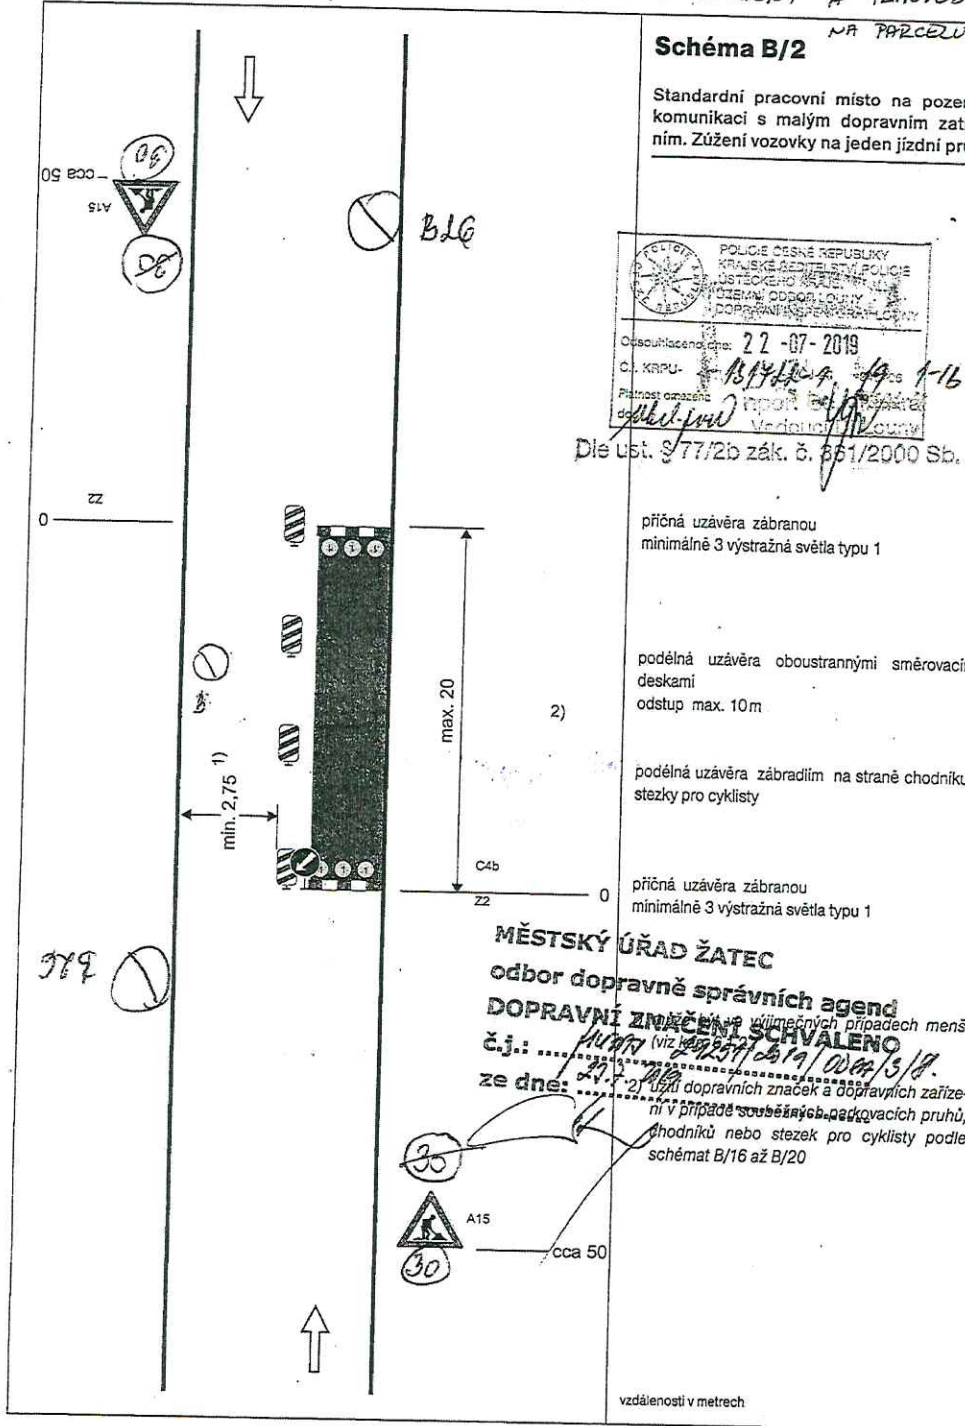 NA PARCELU
Schéma B/2
Standardní pracovní místo na
komunikaci s malým dopravním
ním. Zúžení vozovky na jeden jízdní
cca 50
A15
30
B26
POLICIE ČESKÉ REPUBLIKY
KRAJSKÉ ŘEDITELSTVÍ POLICIE
ÚSTECKÉHO KRAJE
ÚZEMNÍ ODBOR LOUNY
DOPRAVNÍ INSPEKTORÁT LOUNY
Odsouhlaseno dne: 22 -07- 2019
Č.j. KRPU-
Platnost omezena
do
Dle ust. § 77/2b zák. č. 361/2000 Sb.
Z2
0
příčná uzávěra zábranou
minimálně 3 výstražná světla typu 1
podélná uzávěra oboustrannými
deskami
odstup max. 10m
max. 20
2)
min. 2,75 1)
podélná uzávěra zábradlím na straně chodníku
stezky pro cyklisty
C4b
Z2
0
příčná uzávěra zábranou
minimálně 3 výstražná světla typu 1
MĚSTSKÝ ÚŘAD ŽATEC
odbor dopravně správních agend
DOPRAVNÍ ZNAČENÍ SCHVÁLENO
č.j.:
ze dne:
výjimečných případech
(viz
2) užití dopravních značek a dopravních zaříze-
ní v případě souběžných parkovacích pruhů,
chodníků nebo stezek pro cyklisty podle
schémat B/16 až B/20
30
A15
cca 50
30
vzdálenosti v metrech